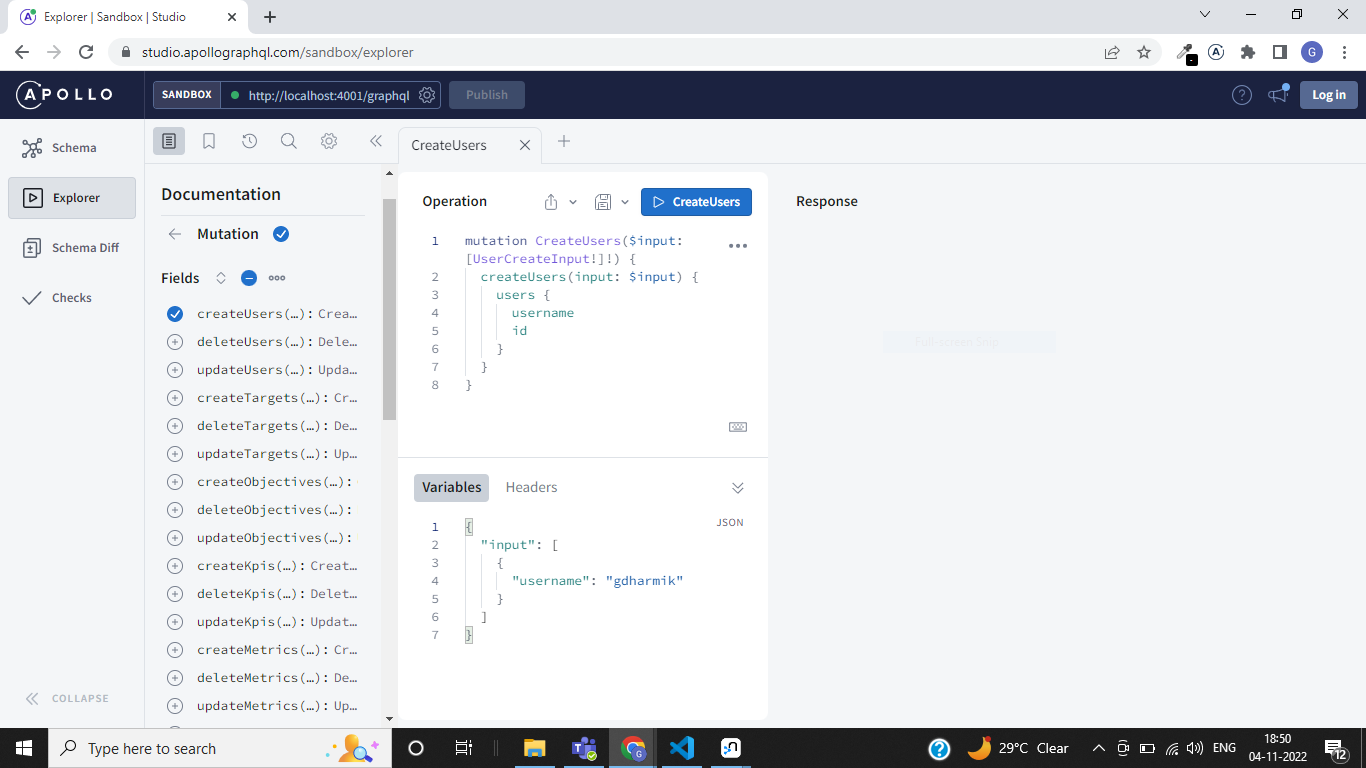 Explorer | Sandbox | Studio
studio.apollographql.com/sandbox/explorer
G
APOLLO
SANDBOX
http://localhost:4001/graphql
Publish
Log in
Schema
Explorer
Schema Diff
Checks
COLLAPSE
CreateUsers
Documentation
Mutation
Fields
createUsers(…): Crea…
deleteUsers(…): Dele…
updateUsers(…): Upda…
createTargets(…): Cr…
deleteTargets(…): De…
updateTargets(…): Up…
createObjectives(…):
deleteObjectives(…):
updateObjectives(…):
createKpis(…): Creat…
deleteKpis(…): Delet…
updateKpis(…): Updat…
createMetrics(…): Cr…
deleteMetrics(…): De…
updateMetrics(…): Up…
Operation
CreateUsers
1 mutation CreateUsers($input:
[UserCreateInput!]!) {
2 createUsers(input: $input) {
3 users {
4 username
5 id
6 }
7 }
8 }
Variables
Headers
JSON
1 {
2 "input": [
3 {
4 "username": "gdharmik"
5 }
6 ]
7 }
Response
Type here to search
29°C Clear
ENG
18:50
04-11-2022
12